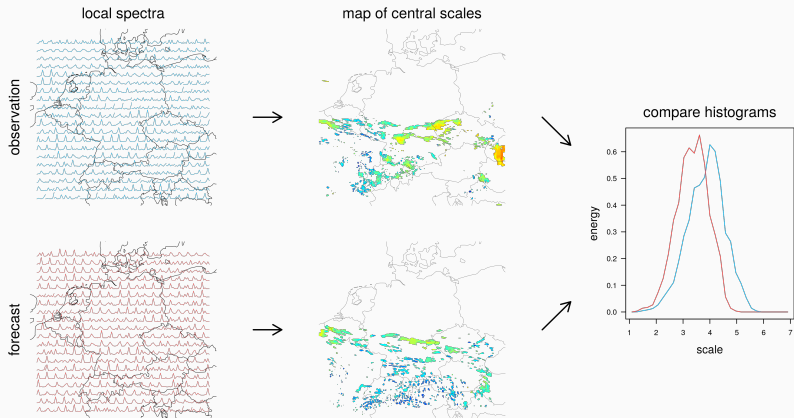 local spectra
map of central scales
observation
compare histograms
0.6
0.5
0.4
0.3
0.2
0.1
0.0
energy
1 2 3 4 5 6 7
scale
forecast